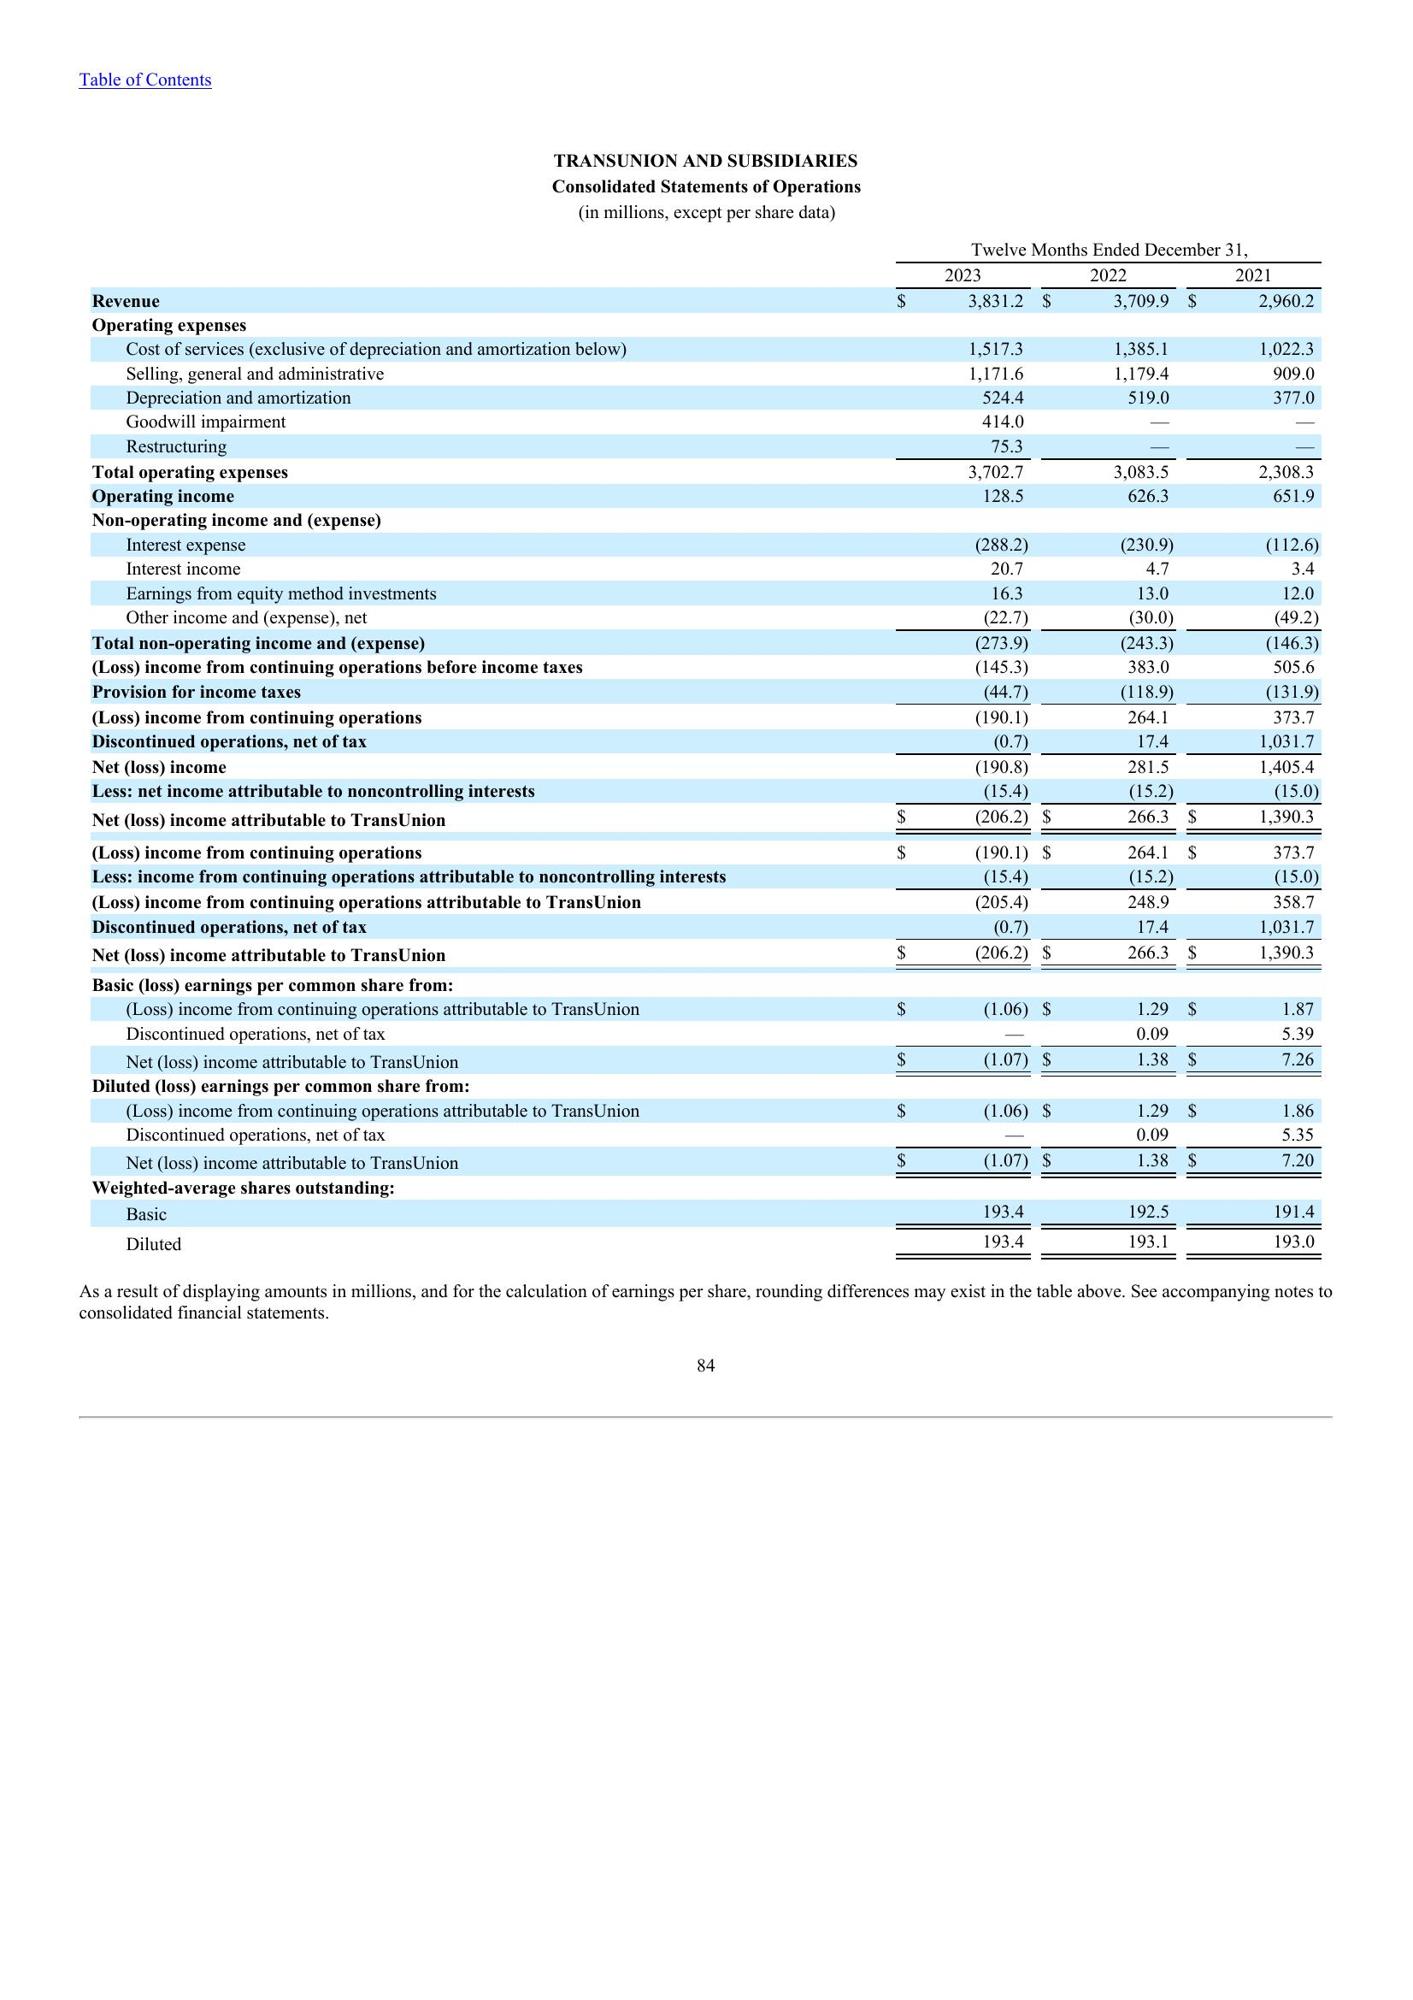 Table of Contents
TRANSUNION AND SUBSIDIARIES
Consolidated Statements of Operations
(in millions, except per share data)
Twelve Months Ended December 31,
2023 2022 2021
Revenue $ 3,831.2 $ 3,709.9 $ 2,960.2
Operating expenses
Cost of services (exclusive of depreciation and amortization below) 1,517.3 1,385.1 1,022.3
Selling, general and administrative 1,171.6 1,179.4 909.0
Depreciation and amortization 524.4 519.0 377.0
Goodwill impairment 414.0 — —
Restructuring 75.3 — —
Total operating expenses 3,702.7 3,083.5 2,308.3
Operating income 128.5 626.3 651.9
Non-operating income and (expense)
Interest expense (288.2) (230.9) (112.6)
Interest income 20.7 4.7 3.4
Earnings from equity method investments 16.3 13.0 12.0
Other income and (expense), net (22.7) (30.0) (49.2)
Total non-operating income and (expense) (273.9) (243.3) (146.3)
(Loss) income from continuing operations before income taxes (145.3) 383.0 505.6
Provision for income taxes (44.7) (118.9) (131.9)
(Loss) income from continuing operations (190.1) 264.1 373.7
Discontinued operations, net of tax (0.7) 17.4 1,031.7
Net (loss) income (190.8) 281.5 1,405.4
Less: net income attributable to noncontrolling interests (15.4) (15.2) (15.0)
Net (loss) income attributable to TransUnion $ (206.2) $ 266.3 $ 1,390.3
(Loss) income from continuing operations $ (190.1) $ 264.1 $ 373.7
Less: income from continuing operations attributable to noncontrolling interests (15.4) (15.2) (15.0)
(Loss) income from continuing operations attributable to TransUnion (205.4) 248.9 358.7
Discontinued operations, net of tax (0.7) 17.4 1,031.7
Net (loss) income attributable to TransUnion $ (206.2) $ 266.3 $ 1,390.3
Basic (loss) earnings per common share from:
(Loss) income from continuing operations attributable to TransUnion $ (1.06) $ 1.29 $ 1.87
Discontinued operations, net of tax — 0.09 5.39
Net (loss) income attributable to TransUnion $ (1.07) $ 1.38 $ 7.26
Diluted (loss) earnings per common share from:
(Loss) income from continuing operations attributable to TransUnion $ (1.06) $ 1.29 $ 1.86
Discontinued operations, net of tax — 0.09 5.35
Net (loss) income attributable to TransUnion $ (1.07) $ 1.38 $ 7.20
Weighted-average shares outstanding:
Basic 193.4 192.5 191.4
Diluted 193.4 193.1 193.0
As a result of displaying amounts in millions, and for the calculation of earnings per share, rounding differences may exist in the table above. See accompanying notes to
consolidated financial statements.
84